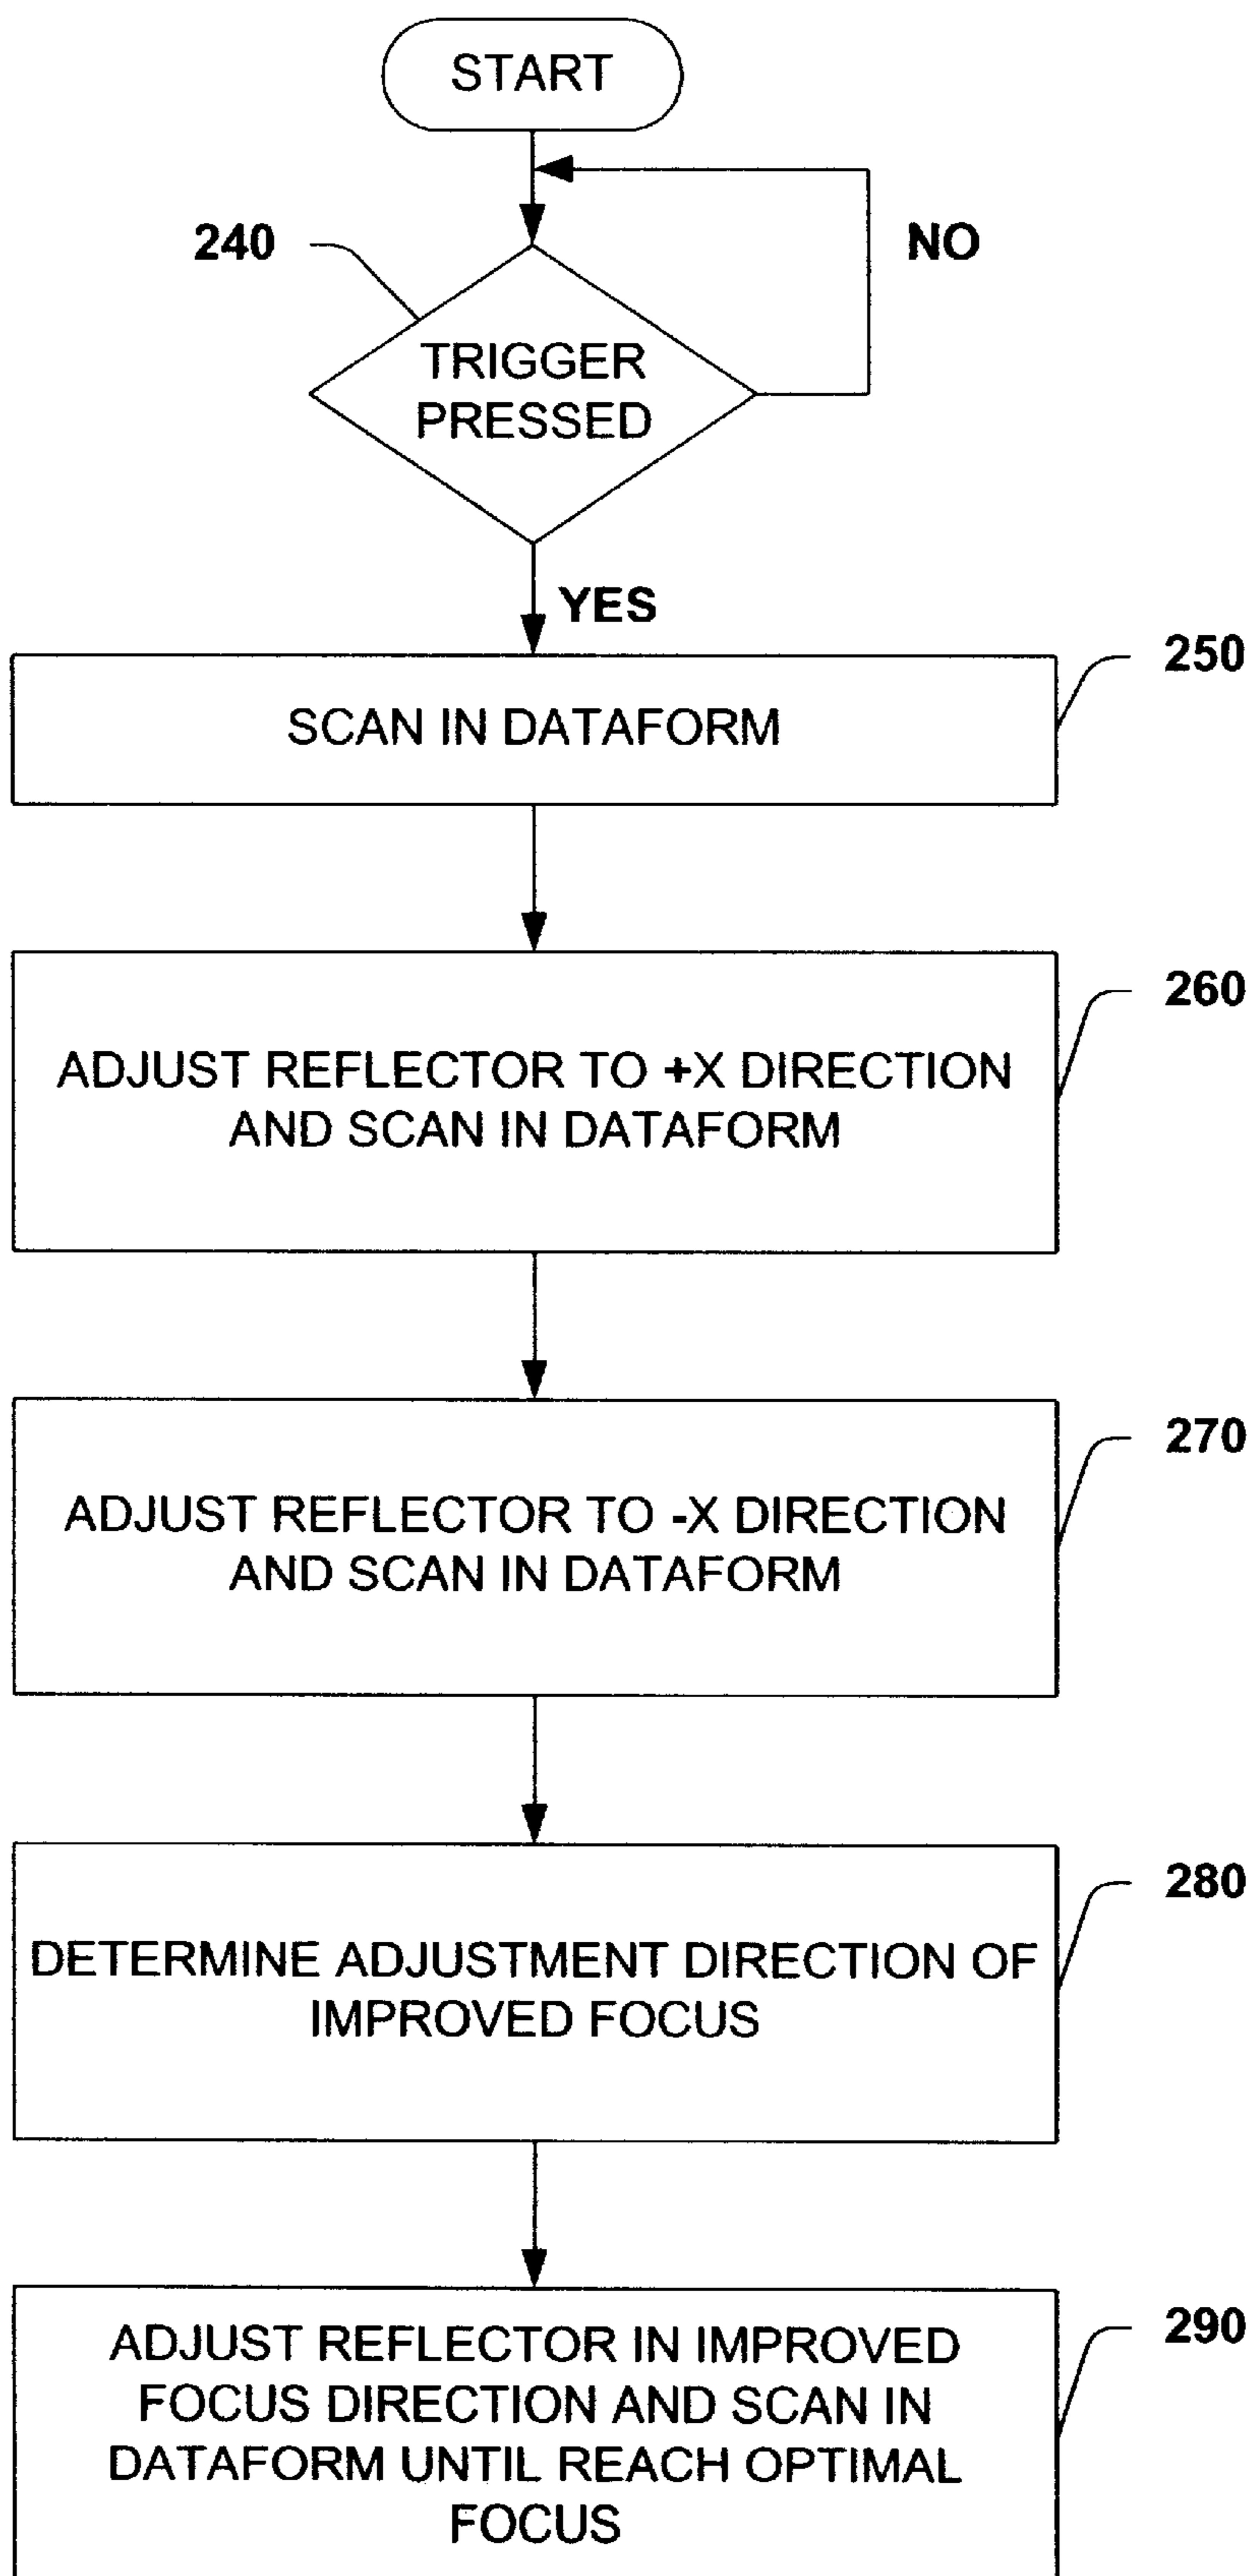 START
240
NO
TRIGGER
PRESSED
YES
250
SCAN IN DATAFORM
260
ADJUST REFLECTOR TO +X DIRECTION
AND SCAN IN DATAFORM
270
ADJUST REFLECTOR TO -X DIRECTION
AND SCAN IN DATAFORM
280
DETERMINE ADJUSTMENT DIRECTION OF
IMPROVED FOCUS
290
ADJUST REFLECTOR IN IMPROVED
FOCUS DIRECTION AND SCAN IN
DATAFORM UNTIL REACH OPTIMAL
FOCUS